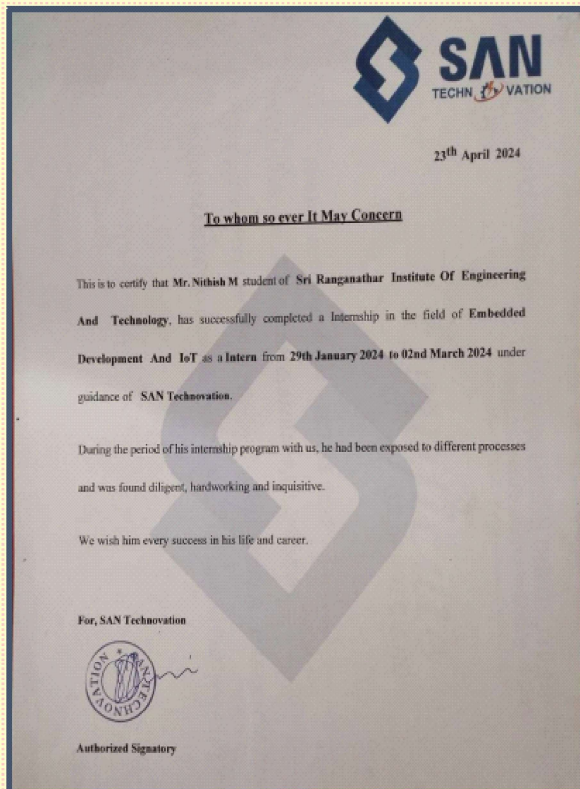 SAN
TECHN VATION
23th April 2024
To whom so ever It May Concern
This is to certify that Mr. Nithish M student of Sri Ranganathar Institute Of Engineering
And Technology, has successfully completed a Internship in the field of Embedded
Development And IoT as a Intern from 29th January 2024 to 02nd March 2024 under
guidance of SAN Technovation.
During the period of his internship program with us, he had been exposed to different processes
and was found diligent, hardworking and inquisitive.
We wish him every success in his life and career.
For, SAN Technovation
SAN TECHNOVATION
Authorized Signatory